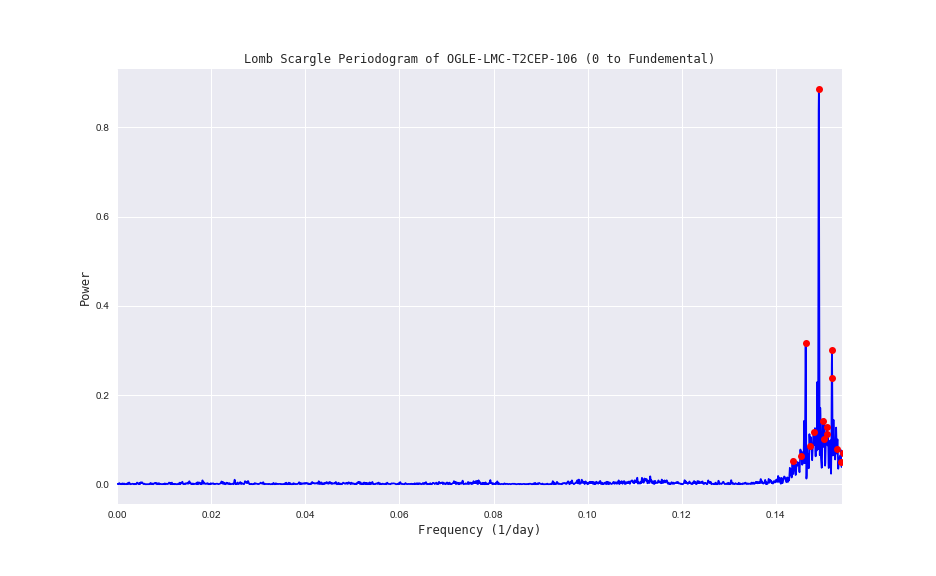 Lomb Scargle Periodogram of OGLE-LMC-T2CEP-106 (0 to Fundemental)
0.8
0.6
0.4
0.2
0.0
Power
0.00 0.02 0.04 0.06 0.08 0.10 0.12 0.14
Frequency (1/day)